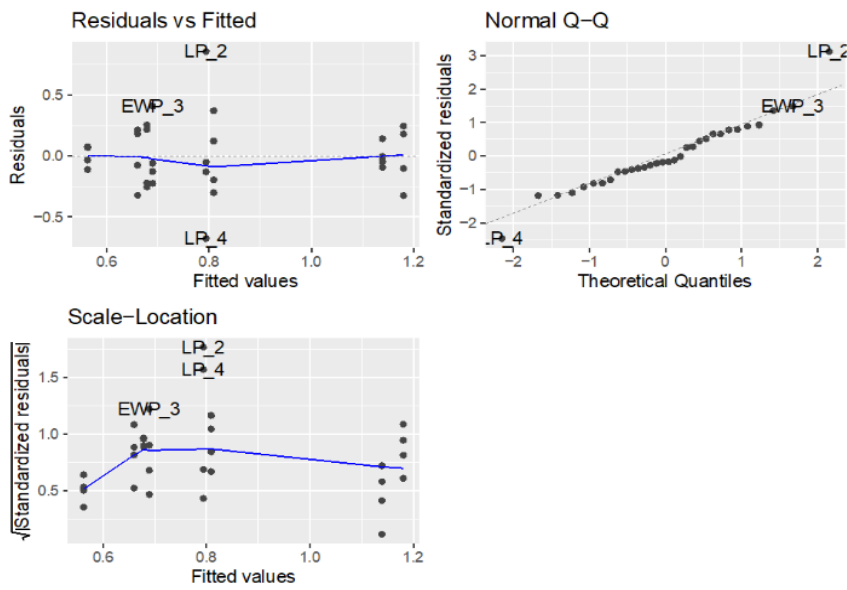 Residuals vs Fitted
Residuals
0.5
0.0
−0.5
LP_2
EWP_3
LP_4
0.6 0.8 1.0 1.2
Fitted values
Normal Q−Q
Standardized residuals
3
2
1
0
−1
−2
LP_2
EWP_3
LP_4
−2 −1 0 1 2
Theoretical Quantiles
Scale−Location
√|Standardized residuals|
1.5
1.0
0.5
LP_2
LP_4
EWP_3
0.6 0.8 1.0 1.2
Fitted values